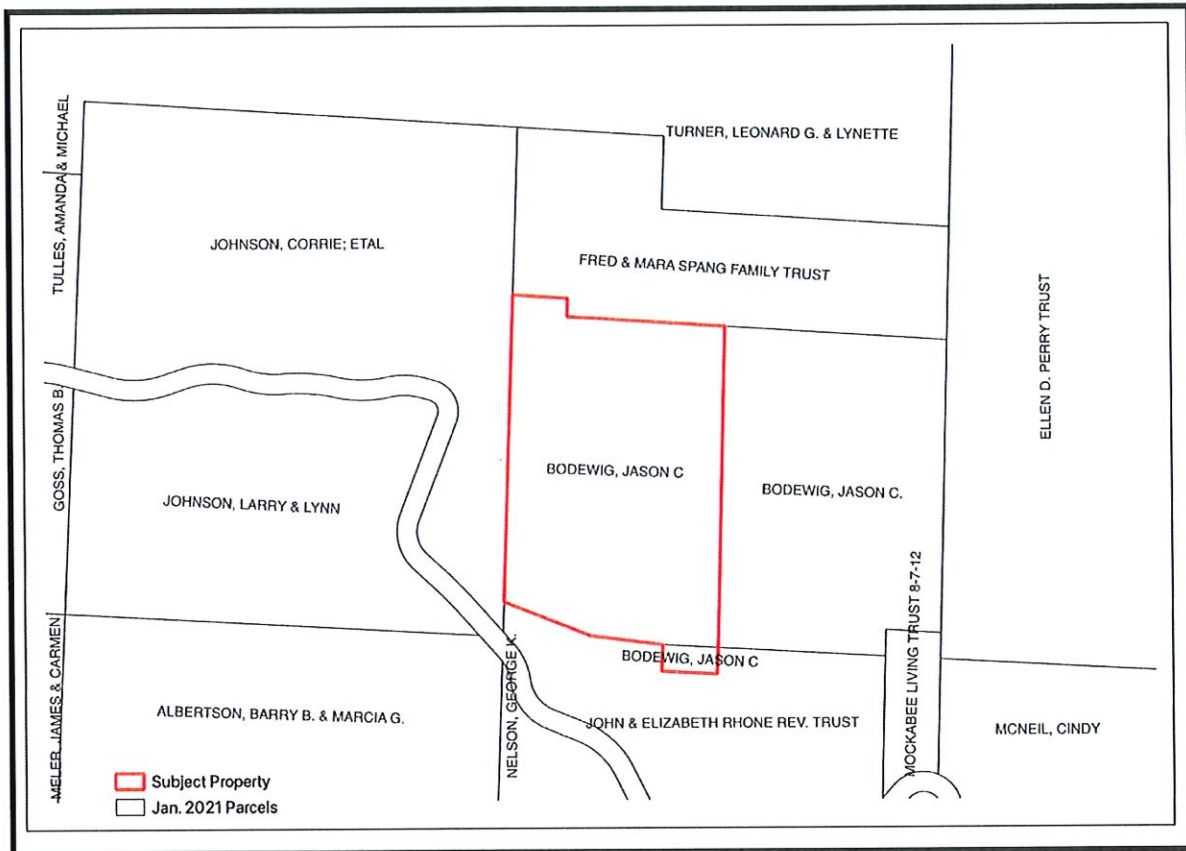 TURNER, LEONARD G. & LYNETTE
TULLES, AMANDA & MICHAEL
JOHNSON, CORRIE; ETAL
FRED & MARA SPANG FAMILY TRUST
ELLEN D. PERRY TRUST
GOSS, THOMAS B.
JOHNSON, LARRY & LYNN
BODEWIG, JASON C
BODEWIG, JASON C.
MOCKABEE LIVING TRUST 8-7-12
MELER, JAMES & CARMEN
NELSON, GEORGE K.
BODEWIG, JASON C
ALBERTSON, BARRY B. & MARCIA G.
JOHN & ELIZABETH RHONE REV. TRUST
MCNEIL, CINDY
Subject Property
Jan. 2021 Parcels